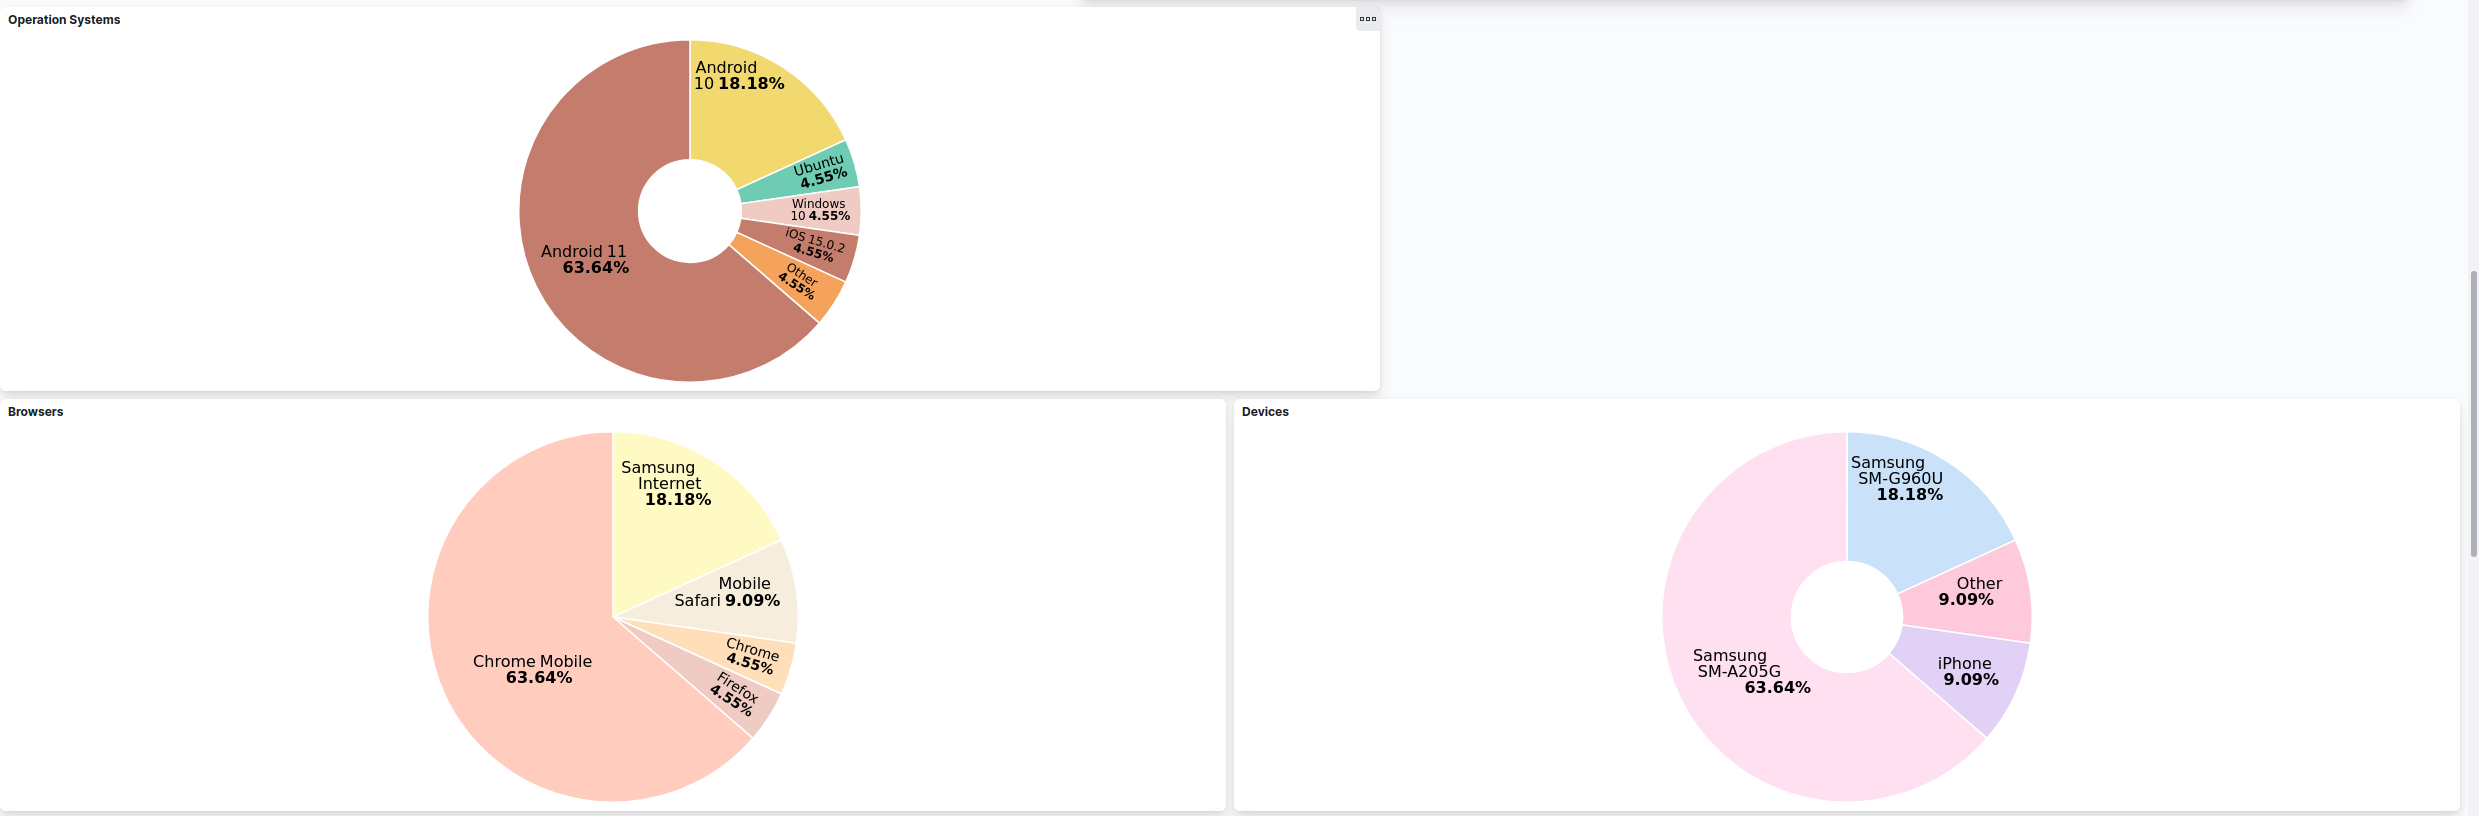 Operation Systems
Android
10 18.18%
Ubuntu
4.55%
Windows
10 4.55%
iOS 15.0.2
4.55%
Other
4.55%
Android 11
63.64%
Browsers
Samsung
Internet
18.18%
Mobile
Safari 9.09%
Chrome
4.55%
Firefox
4.55%
Chrome Mobile
63.64%
Devices
Samsung
SM-G960U
18.18%
Other
9.09%
iPhone
9.09%
Samsung
SM-A205G
63.64%